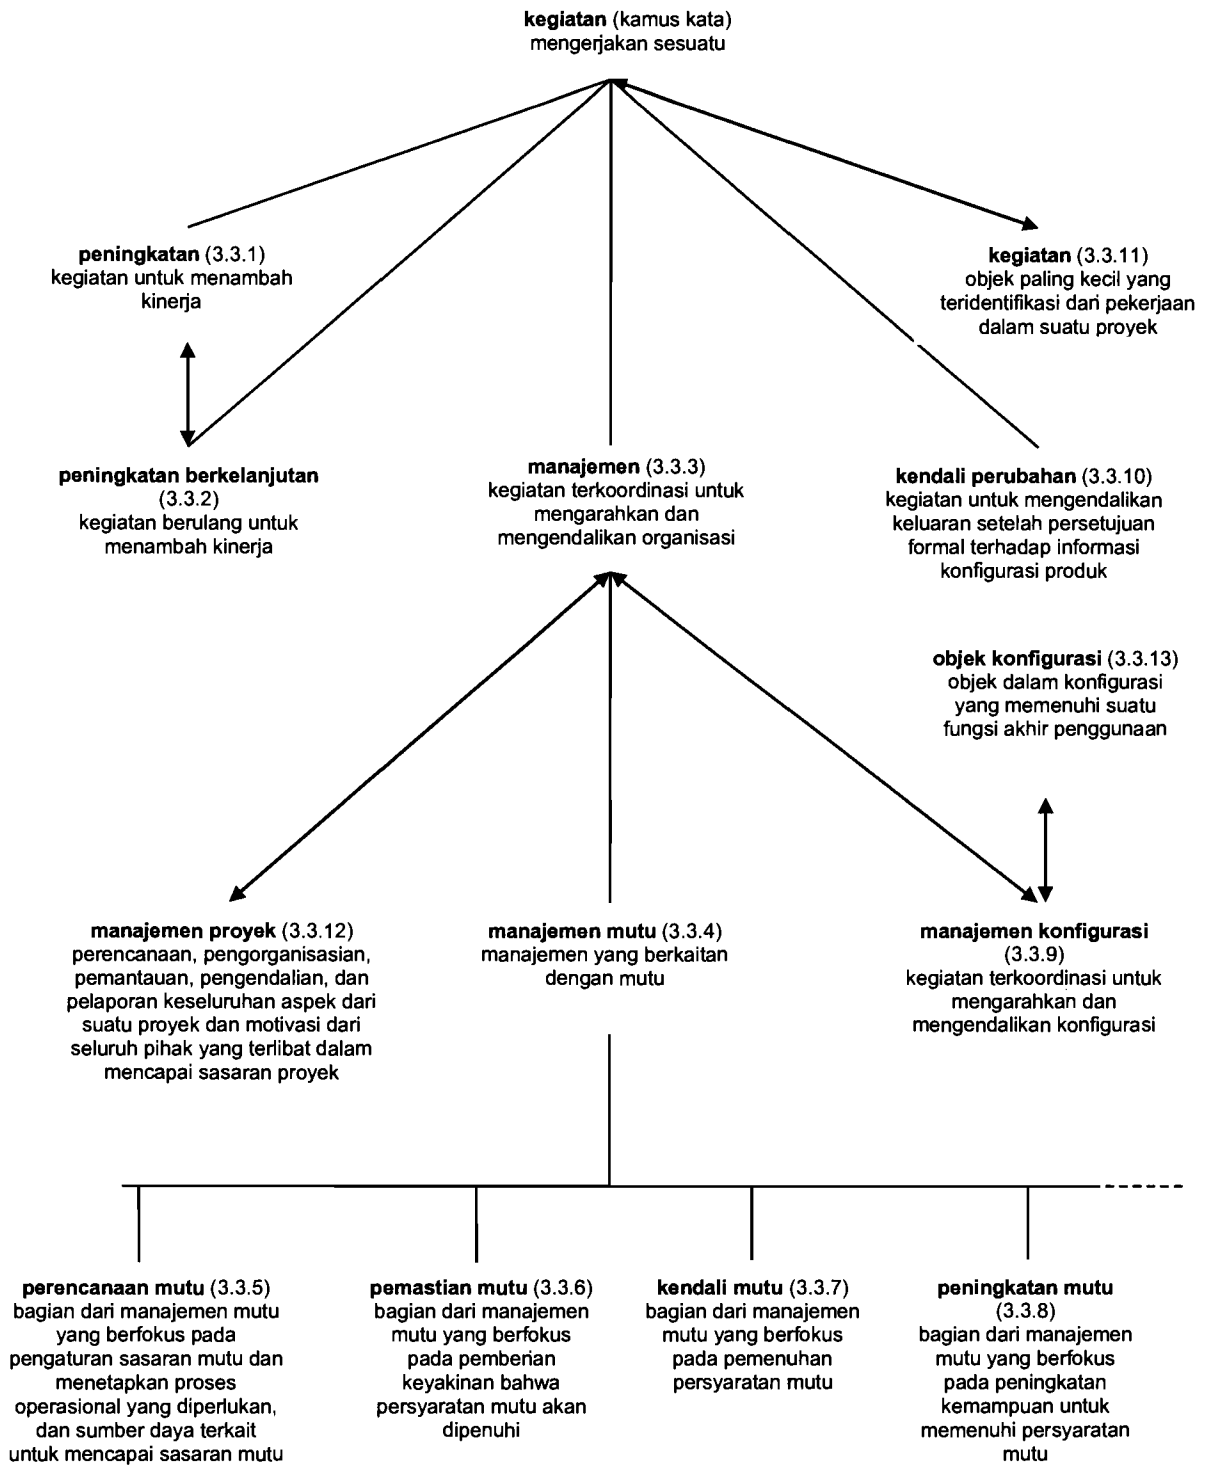 kegiatan (kamus kata)
mengerjakan sesuatu
peningkatan (3.3.1)
kegiatan untuk menambah
kinerja
kegiatan (3.3.11)
objek paling kecil yang
teridentifikasi dari pekerjaan
dalam suatu proyek
peningkatan berkelanjutan
(3.3.2)
kegiatan berulang untuk
menambah kinerja
manajemen (3.3.3)
kegiatan terkoordinasi untuk
mengarahkan dan
mengendalikan organisasi
kendali perubahan (3.3.10)
kegiatan untuk mengendalikan
keluaran setelah persetujuan
formal terhadap informasi
konfigurasi produk
objek konfigurasi (3.3.13)
objek dalam konfigurasi
yang memenuhi suatu
fungsi akhir penggunaan
manajemen proyek (3.3.12)
perencanaan, pengorganisasian,
pemantauan, pengendalian, dan
pelaporan keseluruhan aspek dari
suatu proyek dan motivasi dari
seluruh pihak yang terlibat dalam
mencapai sasaran proyek
manajemen mutu (3.3.4)
manajemen yang berkaitan
dengan mutu
manajemen konfigurasi
(3.3.9)
kegiatan terkoordinasi untuk
mengarahkan dan
mengendalikan konfigurasi
perencanaan mutu (3.3.5)
bagian dari manajemen mutu
yang berfokus pada
pengaturan sasaran mutu dan
menetapkan proses
operasional yang diperlukan,
dan sumber daya terkait
untuk mencapai sasaran mutu
pemastian mutu (3.3.6)
bagian dari manajemen
mutu yang berfokus
pada pemberian
keyakinan bahwa
persyaratan mutu akan
dipenuhi
kendali mutu (3.3.7)
bagian dari manajemen
mutu yang berfokus
pada pemenuhan
persyaratan mutu
peningkatan mutu
(3.3.8)
bagian dari manajemen
mutu yang berfokus
pada peningkatan
kemampuan untuk
memenuhi persyaratan
mutu